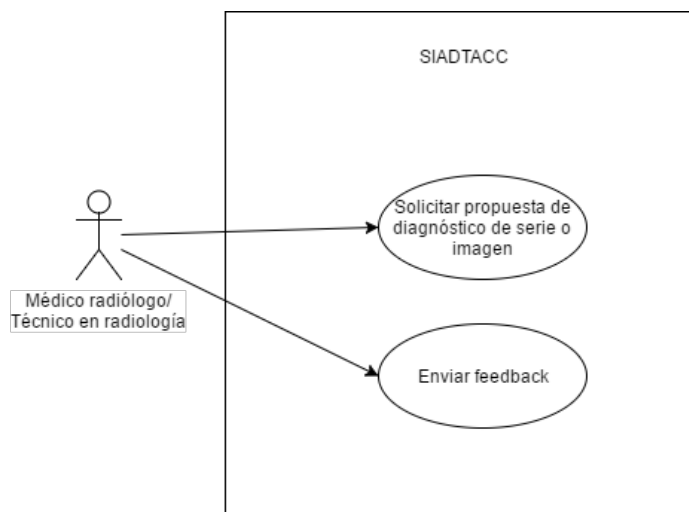 SIADTACC
Solicitar propuesta de
diagnóstico de serie o
imagen
Médico radiólogo/
Técnico en radiología
Enviar feedback